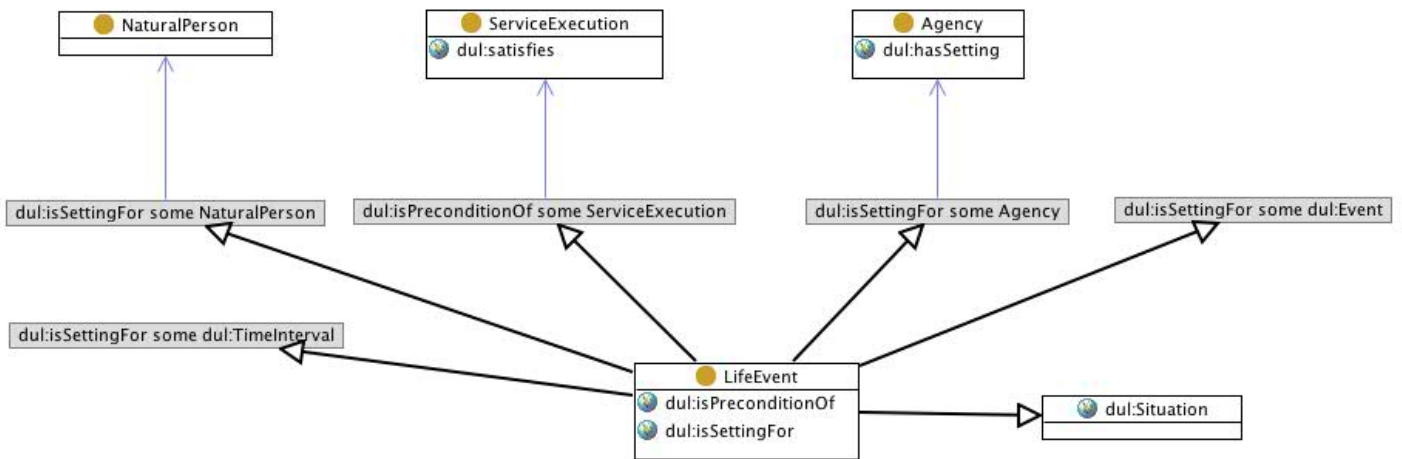 NaturalPerson
ServiceExecution
dul:satisfies
Agency
dul:hasSetting
dul:isSettingFor some NaturalPerson
dul:isPreconditionOf some ServiceExecution
dul:isSettingFor some Agency
dul:isSettingFor some dul:Event
dul:isSettingFor some dul:TimeInterval
LifeEvent
dul:isPreconditionOf
dul:isSettingFor
dul:Situation